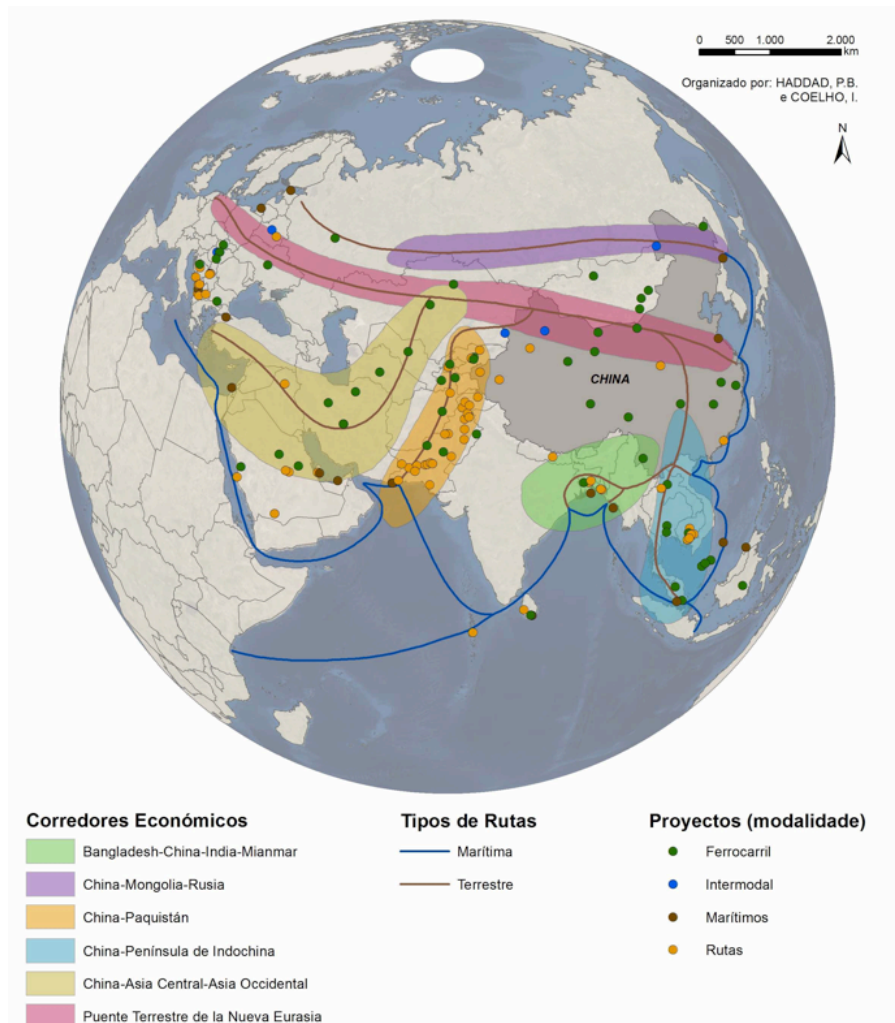 0 500 1.000 2.000
km
Organizado por: HADDAD, P.B.
e COELHO, I.
N
CHINA
Corredores Económicos
Bangladesh-China-India-Mianmar
China-Mongolia-Rusia
China-Paquistán
China-Península de Indochina
China-Asia Central-Asia Occidental
Puente Terrestre de la Nueva Eurasia
Tipos de Rutas
Marítima
Terrestre
Proyectos (modalidade)
Ferrocarril
Intermodal
Marítimos
Rutas